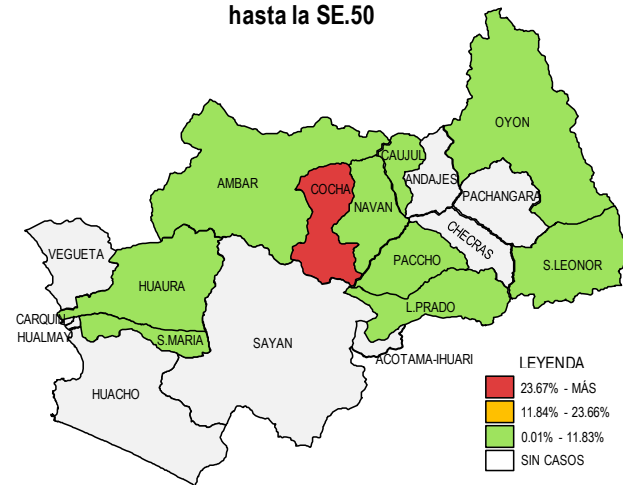 hasta la SE.50
OYON
CAUJUL
ANDAJES
AMBAR
COCHA
PACHANGARA
NAVAN
CHECRAS
VEGUETA
PACCHO
S.LEONOR
HUAURA
L.PRADO
CARQUIN
HUALMAY
S.MARIA
SAYAN
ACOTAMA-IHUARI
HUACHO
LEYENDA
23.67% - MÁS
11.84% - 23.66%
0.01% - 11.83%
SIN CASOS